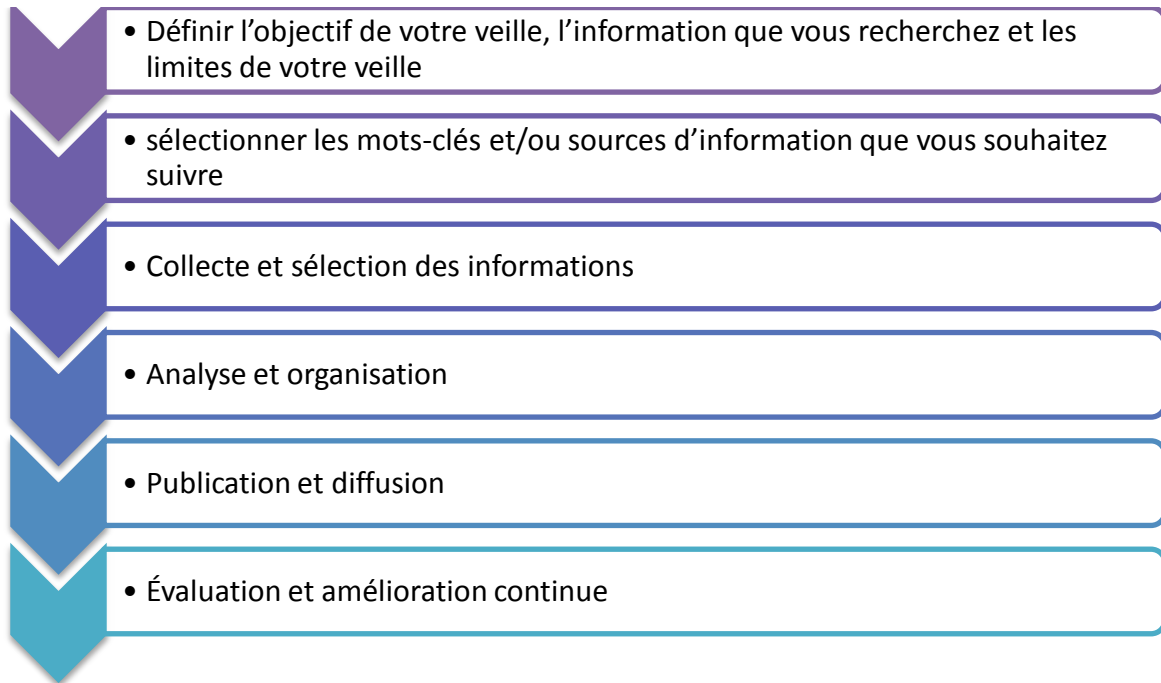 • Définir l’objectif de votre veille, l’information que vous recherchez et les
limites de votre veille
• sélectionner les mots-clés et/ou sources d’information que vous souhaitez
suivre
• Collecte et sélection des informations
• Analyse et organisation
• Publication et diffusion
• Évaluation et amélioration continue